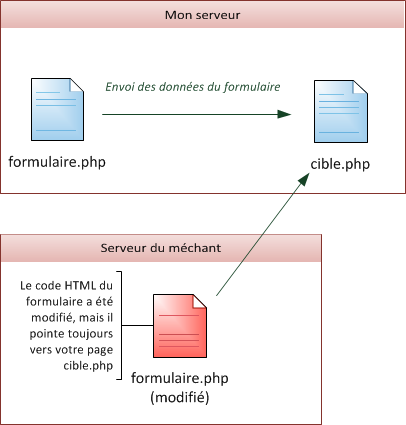 Mon serveur
Envoi des données du formulaire
formulaire.php
cible.php
Serveur du méchant
Le code HTML du
formulaire a été
modifié, mais il
pointe toujours
vers votre page
cible.php
formulaire.php
(modifié)